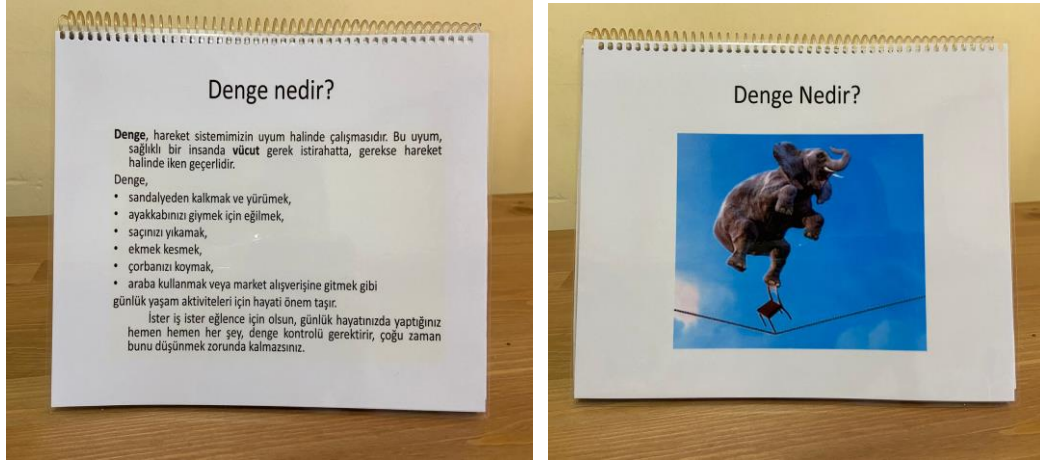 Denge nedir?
Denge, hareket sistemimizin uyum halinde çalışmasıdır. Bu uyum,
sağlıklı bir insanda vücut gerek istirahatta, gerekse hareket
halinde iken geçerlidir.
Denge,
• sandalyeden kalkmak ve yürümek,
• ayakkabınızı giymek için eğilmek,
• saçınızı yıkamak,
• ekmek kesmek,
• çorbanızı koymak,
• araba kullanmak veya market alışverişine gitmek gibi
günlük yaşam aktiviteleri için hayati önem taşır.
İster iş ister eğlence için olsun, günlük hayatınızda yaptığınız
hemen hemen her şey, denge kontrolü gerektirir, çoğu zaman
bunu düşünmek zorunda kalmazsınız.
Denge Nedir?